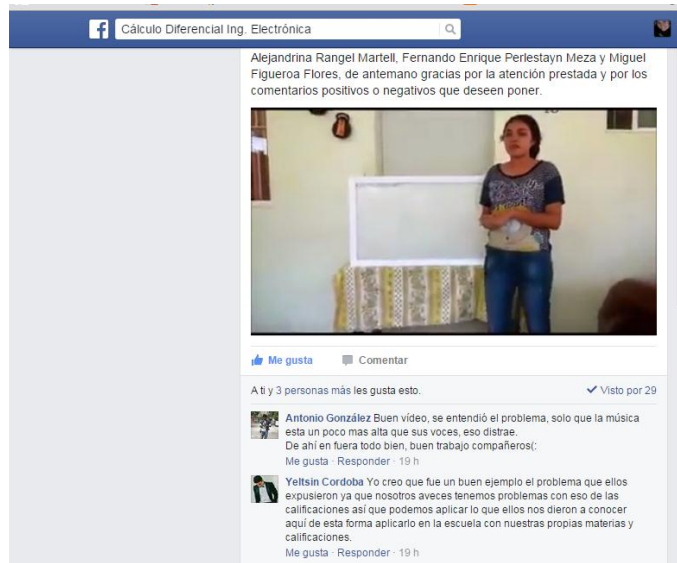 Cálculo Diferencial Ing. Electrónica
Alejandrina Rangel Martell, Fernando Enrique Perlestayn Meza y Miguel
Figueroa Flores, de antemano gracias por la atención prestada y por los
comentarios positivos o negativos que deseen poner.
Me gusta Comentar
A ti y 3 personas más les gusta esto. Visto por 29
Antonio González Buen vídeo, se entendiò el problema, solo que la música
esta un poco mas alta que sus voces, eso distrae.
De ahí en fuera todo bien, buen trabajo compañeros(:
Me gusta · Responder · 19 h
Yeltsin Cordoba Yo creo que fue un buen ejemplo el problema que ellos
expusieron ya que nosotros aveces tenemos problemas con eso de las
calificaciones así que podemos aplicar lo que ellos nos dieron a conocer
aquí de esta forma aplicarlo en la escuela con nuestras propias materias y
calificaciones.
Me gusta · Responder · 19 h